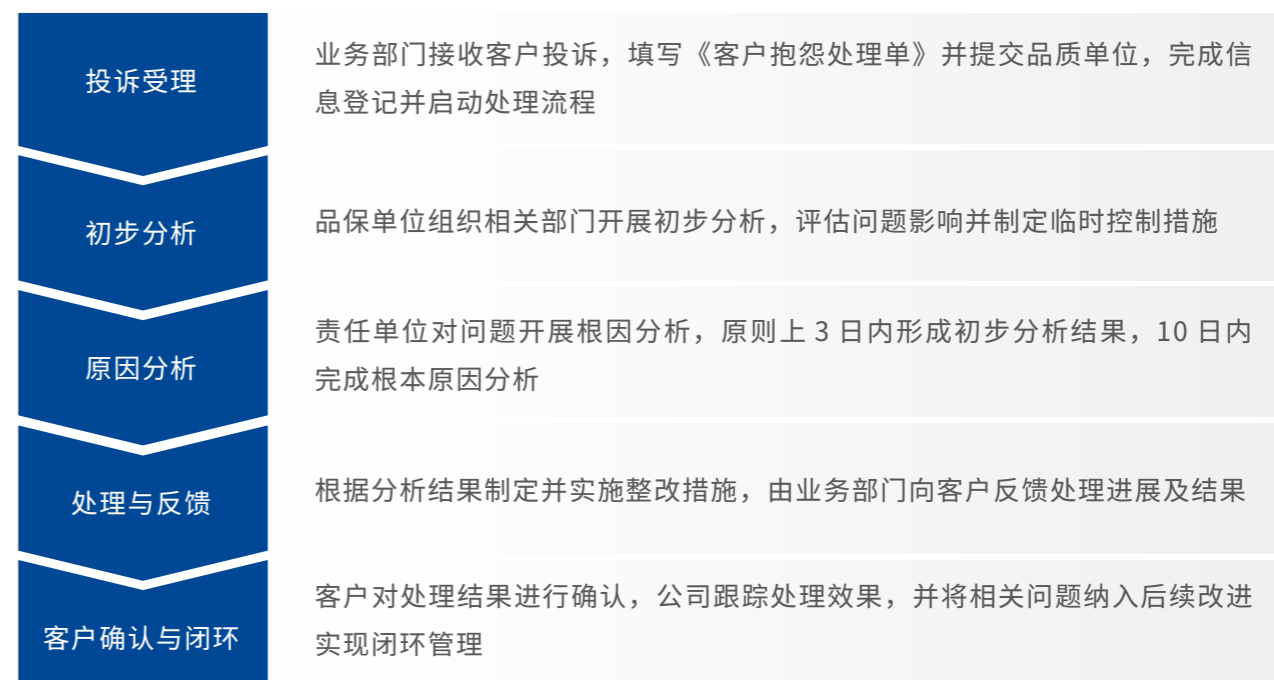 投诉受理
业务部门接收客户投诉，填写《客户抱怨处理单》并提交品质单位，完成信
息登记并启动处理流程
初步分析
品保单位组织相关部门开展初步分析，评估问题影响并制定临时控制措施
原因分析
责任单位对问题开展根因分析，原则上 3 日内形成初步分析结果，10 日内
完成根本原因分析
处理与反馈
根据分析结果制定并实施整改措施，由业务部门向客户反馈处理进展及结果
客户确认与闭环
客户对处理结果进行确认，公司跟踪处理效果，并将相关问题纳入后续改进
实现闭环管理